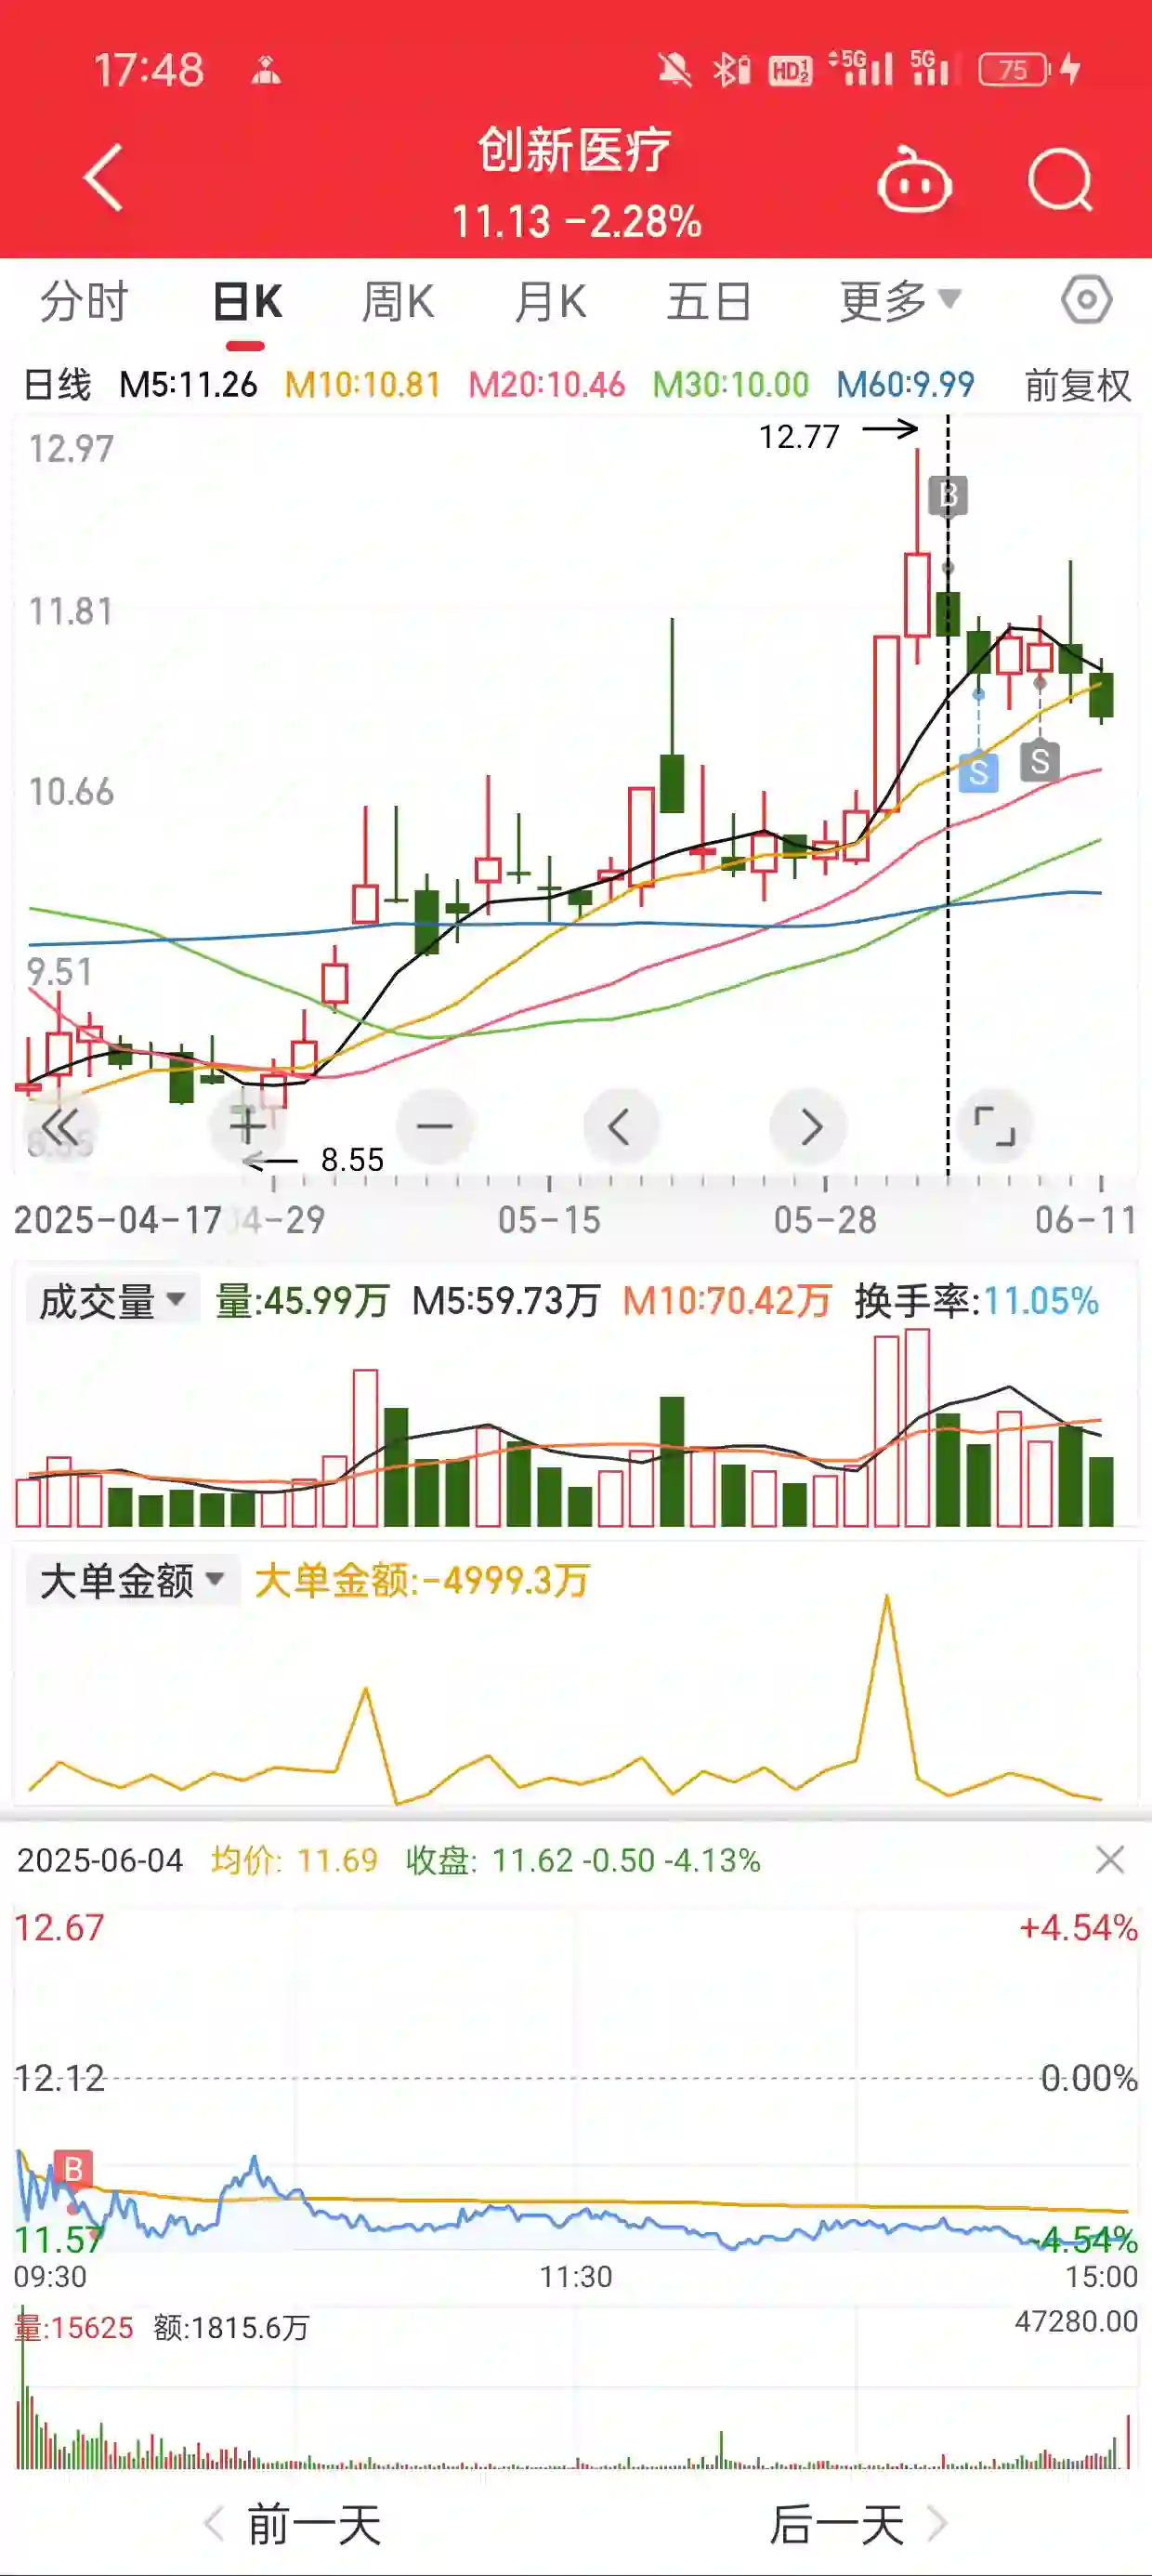 17:48 HD 1 2 5G 5G 75
创新医疗
11.13 -2.28%
分时 日K 周K 月K 五日 更多
日线 M5:11.26 M10:10.81 M20:10.46 M30:10.00 M60:9.99 前复权
12.97
12.77
B
11.81
S S
10.66
9.51
8.55
2025-04-17 04-29 05-15 05-28 06-11
成交量 量:45.99万 M5:59.73万 M10:70.42万 换手率:11.05%
大单金额 大单金额:-4999.3万
2025-06-04 均价: 11.69 收盘: 11.62 -0.50 -4.13%
12.67 +4.54%
12.12 0.00%
B
11.57 -4.54%
09:30 11:30 15:00
量:15625 额:1815.6万 47280.00
前一天 后一天